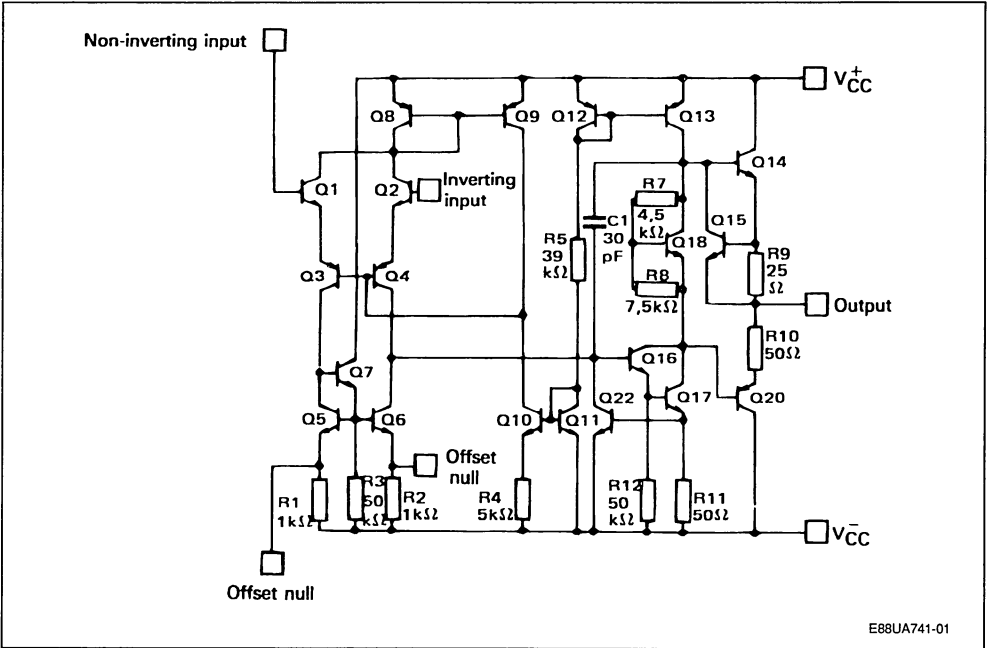 Non-inverting input
V+CC
Q8
Q9
Q12
Q13
Q14
Q1
Q2
Inverting
input
R7
4,5
kΩ
C1
30
pF
Q15
Q18
R5
39
kΩ
R9
25
Ω
Q3
Q4
R8
7,5kΩ
Output
R10
50Ω
Q16
Q7
Q22
Q17
Q20
Q5
Q6
Q10
Q11
Offset
null
R1
1kΩ
R3
50
kΩ
R2
1kΩ
R4
5kΩ
R12
50
kΩ
R11
50Ω
V-CC
Offset null
E88UA741-01